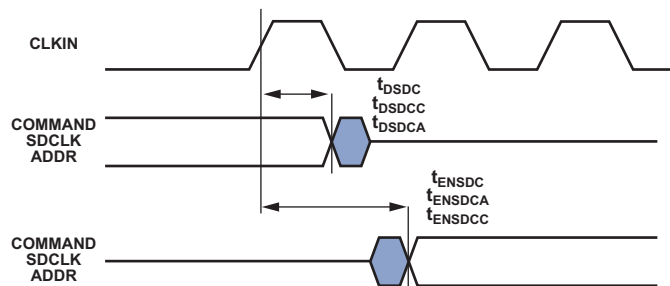 CLKIN
tDSDC
tDSDCC
tDSDCA
COMMAND
SDCLK
ADDR
tENSDC
tENSDCA
tENSDCC
COMMAND
SDCLK
ADDR